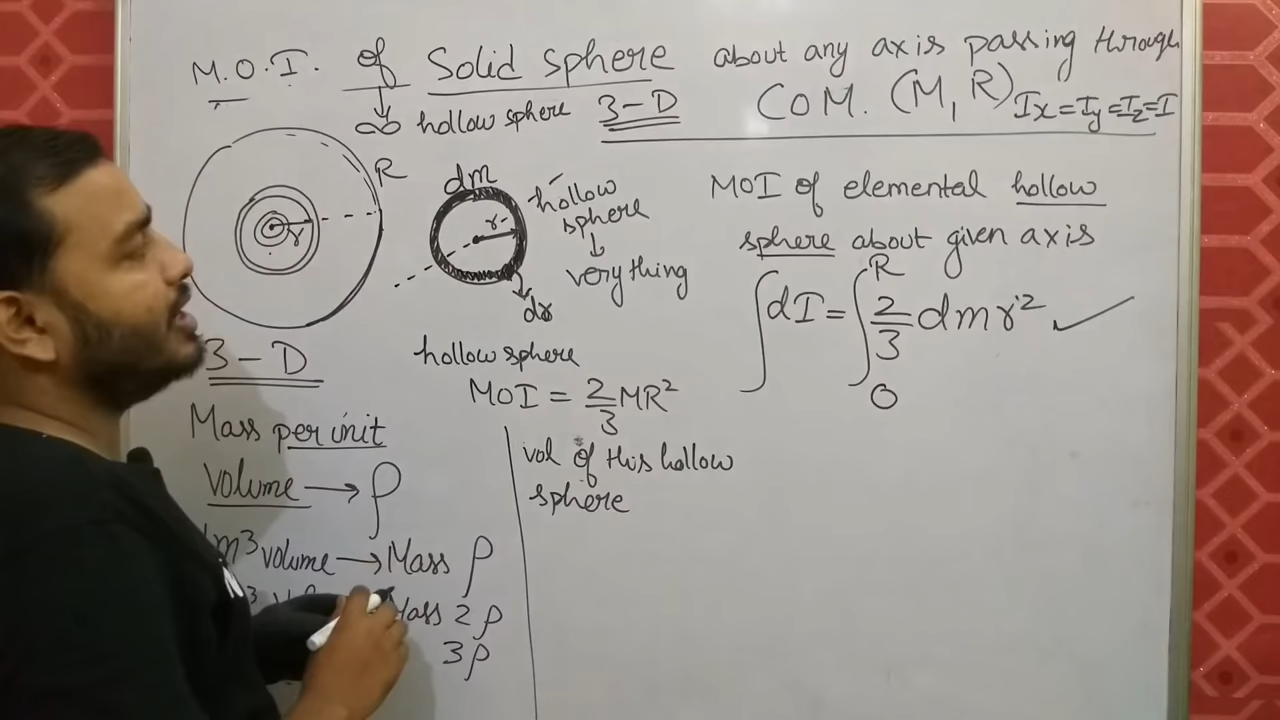 M.O.I. of Solid sphere about any axis passing through
COM. (M, R) Ix=Iy=Iz=I
∞ hollow sphere 3-D
R
r
dm
r
hollow
sphere
very thing
dr
3-D
hollow sphere
MOI = 2/3 MR²
Mass per init
volume → ρ
m³ volume → Mass ρ
Mass 2ρ
3ρ
vol of this hollow
sphere
MOI of elemental hollow
sphere about given axis
∫dI = ∫₀ᴿ 2/3 dm r² ✓